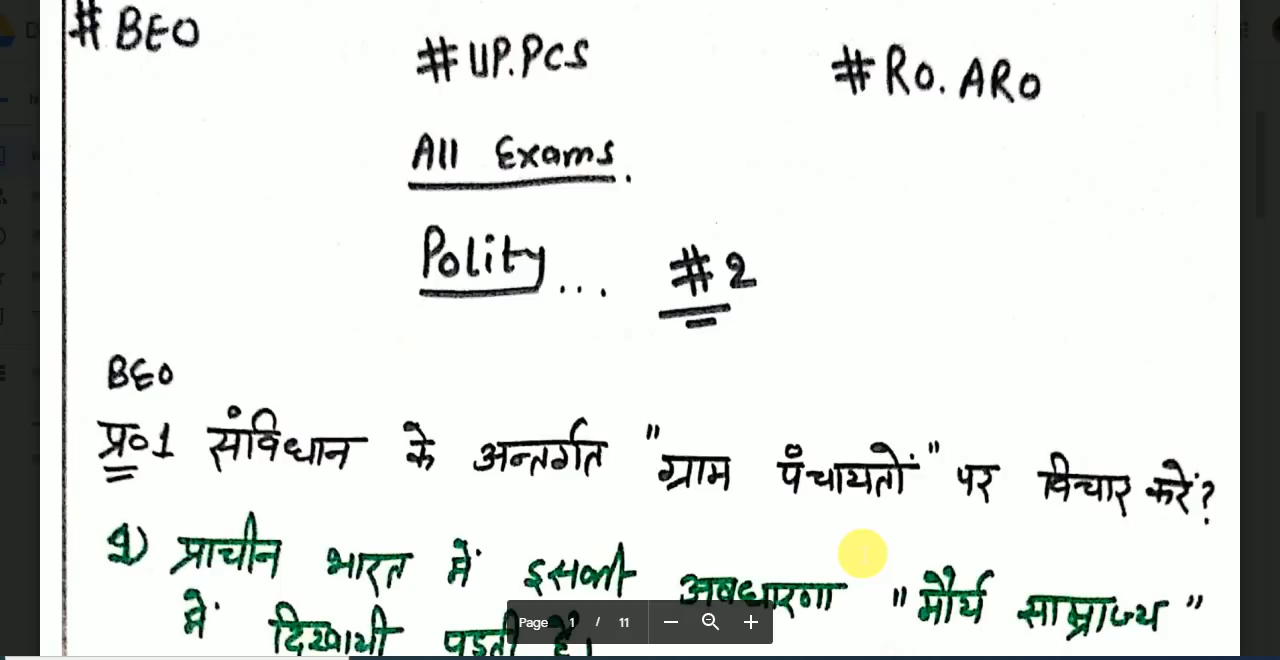 #BEO
#UP.PCS
#RO. ARO
All Exams.
Polity... #2
BEO
प्र०1 संविधान के अन्तर्गत "ग्राम पंचायतों" पर विचार करें?
1) प्राचीन भारत में इसकी अवधारणा "मौर्य साम्राज्य"
में दिखायी पड़ती है।
Page 1 / 11